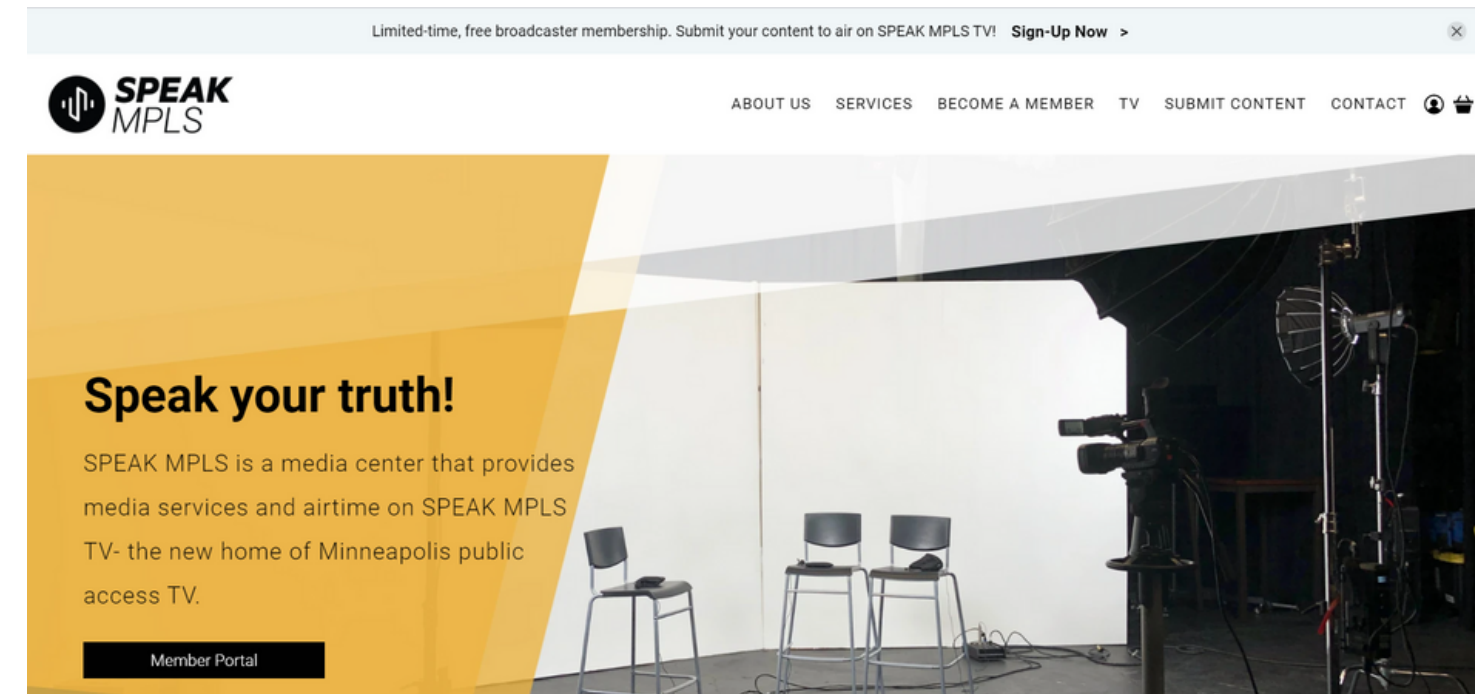 Limited-time, free broadcaster membership. Submit your content to air on SPEAK MPLS TV! Sign-Up Now >
SPEAK
MPLS
ABOUT US SERVICES BECOME A MEMBER TV SUBMIT CONTENT CONTACT
Speak your truth!
SPEAK MPLS is a media center that provides
media services and airtime on SPEAK MPLS
TV- the new home of Minneapolis public
access TV.
Member Portal